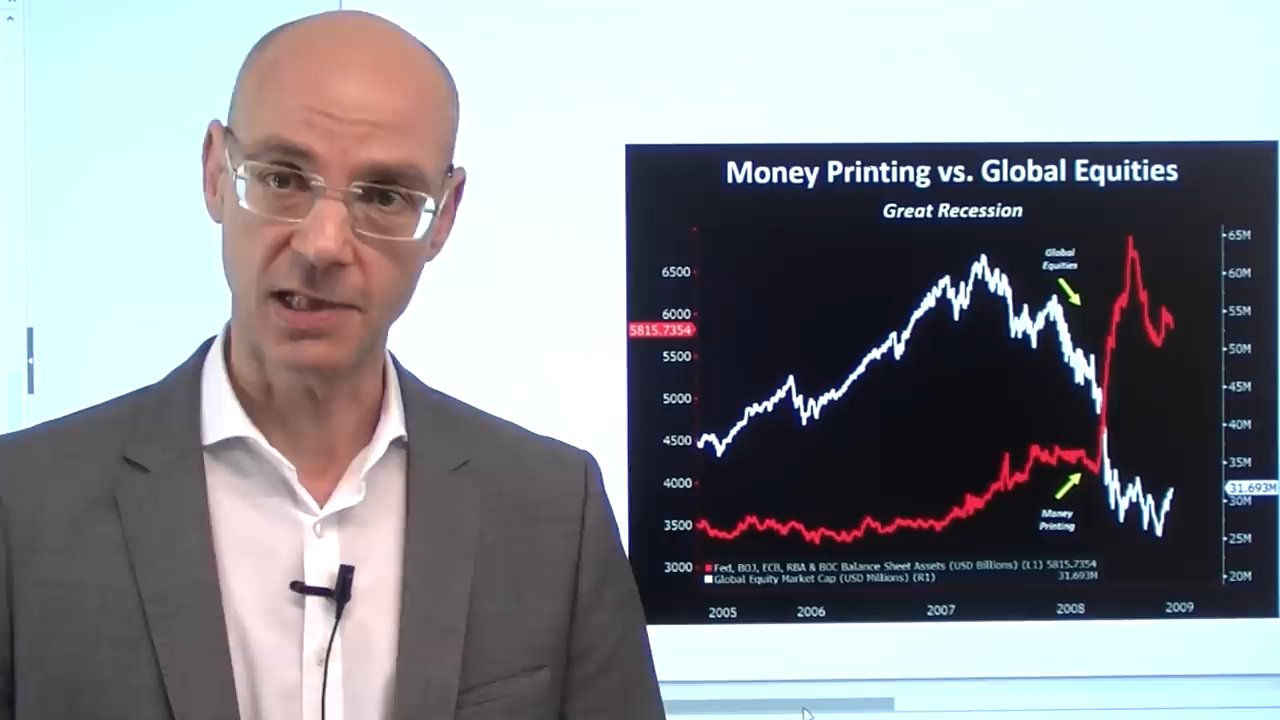 Money Printing vs. Global Equities
Great Recession
Global
Equities
Money
Printing
6500
6000
5815.7354
5500
5000
4500
4000
3500
3000
65M
60M
55M
50M
45M
40M
35M
31.693M
30M
25M
20M
Fed, BOJ, ECB, RBA & BOC Balance Sheet Assets (USD Billions) (L1) 5815.7354
Global Equity Market Cap (USD Millions) (R1) 31.693M
2005 2006 2007 2008 2009